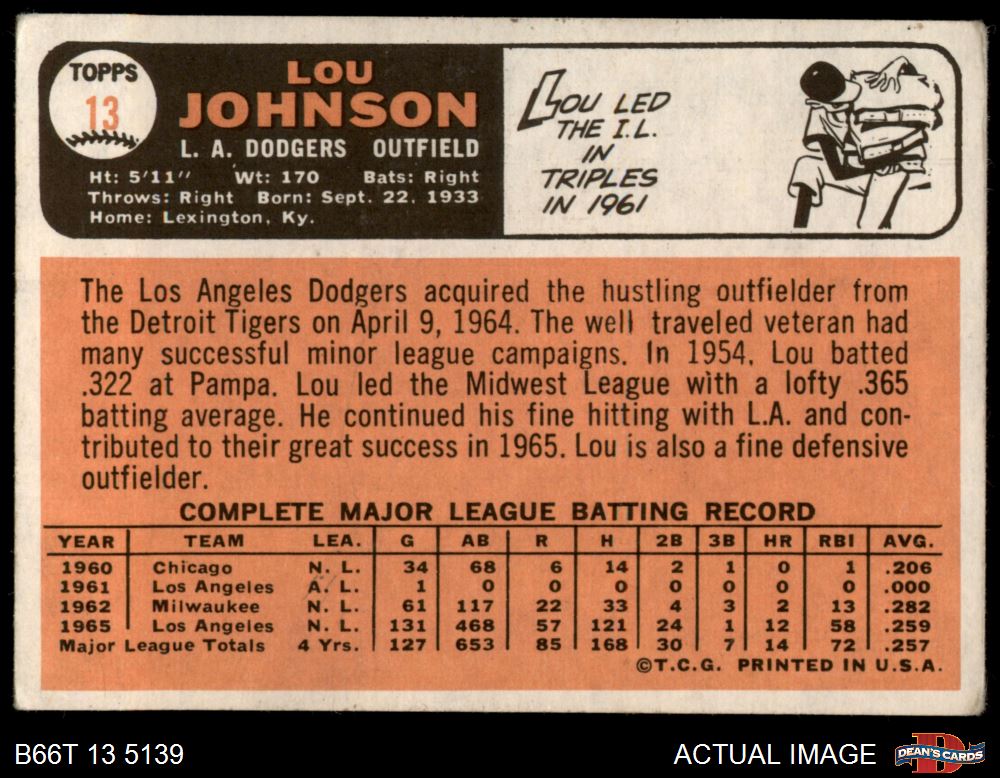 TOPPS
13
LOU
JOHNSON
L. A. DODGERS OUTFIELD
Ht: 5'11" Wt: 170 Bats: Right
Throws: Right Born: Sept. 22, 1933
Home: Lexington, Ky.
LOU LED
THE I.L.
IN
TRIPLES
IN 1961
The Los Angeles Dodgers acquired the hustling outfielder from
the Detroit Tigers on April 9, 1964. The well traveled veteran had
many successful minor league campaigns. In 1954, Lou batted
.322 at Pampa. Lou led the Midwest League with a lofty .365
batting average. He continued his fine hitting with L.A. and con-
tributed to their great success in 1965. Lou is also a fine defensive
outfielder.
COMPLETE MAJOR LEAGUE BATTING RECORD
YEAR TEAM LEA. G AB R H 2B 3B HR RBI AVG.
1960 Chicago N. L. 34 68 6 14 2 1 0 1 .206
1961 Los Angeles A. L. 1 0 0 0 0 0 0 0 .000
1962 Milwaukee N. L. 61 117 22 33 4 3 2 13 .282
1965 Los Angeles N. L. 131 468 57 121 24 1 12 58 .259
Major League Totals 4 Yrs. 127 653 85 168 30 7 14 72 .257
©T.C.G. PRINTED IN U.S.A.
B66T 13 5139
ACTUAL IMAGE
DEAN'S CARDS